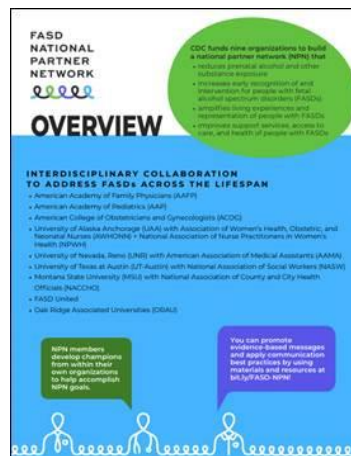 FASD
NATIONAL
PARTNER
NETWORK
OVERVIEW
CDC funds nine organizations to build
a national partner network (NPN) that
• reduces prenatal alcohol and other
substance exposure
• increases early recognition of and
intervention for people with fetal
alcohol spectrum disorders (FASDs)
• amplifies living experiences and
representation of people with FASDs
• improves support services, access to
care, and health of people with FASDs
INTERDISCIPLINARY COLLABORATION
TO ADDRESS FASDs ACROSS THE LIFESPAN
• American Academy of Family Physicians (AAFP)
• American Academy of Pediatrics (AAP)
• American College of Obstetricians and Gynecologists (ACOG)
• University of Alaska Anchorage (UAA) with Association of Women's Health, Obstetric, and
Neonatal Nurses (AWHONN) + National Association of Nurse Practitioners in Women's
Health (NPWH)
• University of Nevada, Reno (UNR) with American Association of Medical Assistants (AAMA)
• University of Texas at Austin (UT-Austin) with National Association of Social Workers (NASW)
• Montana State University (MSU) with National Association of County and City Health
Officials (NACCHO)
• FASD United
• Oak Ridge Associated Universities (ORAU)
NPN members
develop champions
from within their
own organizations
to help accomplish
NPN goals.
You can promote
evidence-based messages
and apply communication
best practices by using
materials and resources at
bit.ly/FASD-NPN!